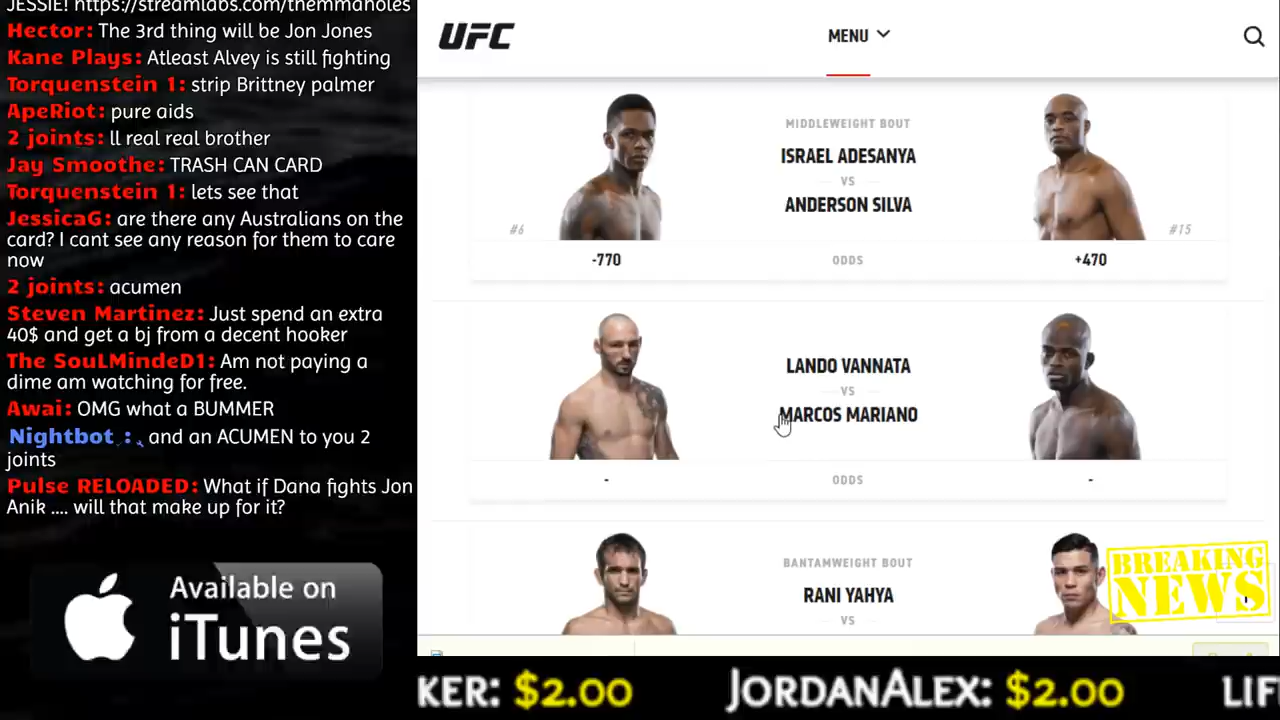 JESSIE! https://streamlabs.com/themmaholes
Hector: The 3rd thing will be Jon Jones
Kane Plays: Atleast Alvey is still fighting
Torquenstein 1: strip Brittney palmer
ApeRiot: pure aids
2 joints: ll real real brother
Jay Smoothe: TRASH CAN CARD
Torquenstein 1: lets see that
JessicaG: are there any Australians on the
card? I cant see any reason for them to care
now
2 joints: acumen
Steven Martinez: Just spend an extra
40$ and get a bj from a decent hooker
The SouLMindeD1: Am not paying a
dime am watching for free.
Awai: OMG what a BUMMER
Nightbot : and an ACUMEN to you 2
joints
Pulse RELOADED: What if Dana fights Jon
Anik .... will that make up for it?
Available on
iTunes
UFC
MENU
MIDDLEWEIGHT BOUT
ISRAEL ADESANYA
VS
ANDERSON SILVA
#6
#15
-770
ODDS
+470
LANDO VANNATA
VS
MARCOS MARIANO
-
ODDS
-
BANTAMWEIGHT BOUT
RANI YAHYA
VS
BREAKING
NEWS
KER: $2.00 JORDANALEX: $2.00 LIF